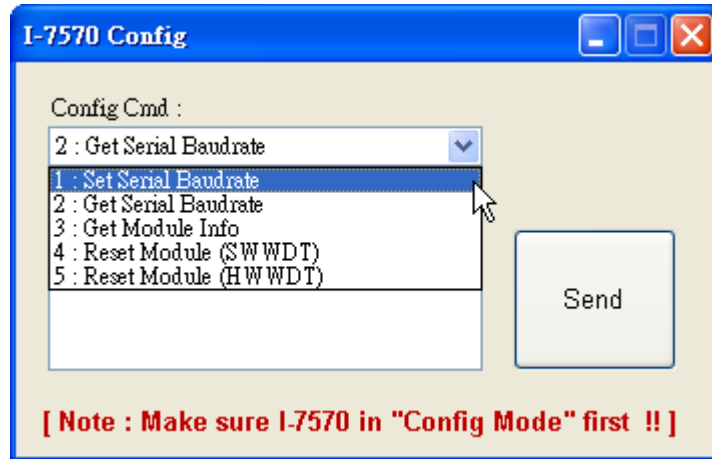 I-7570 Config
Config Cmd :
2 : Get Serial Baudrate
1 : Set Serial Baudrate
2 : Get Serial Baudrate
3 : Get Module Info
4 : Reset Module (SWWDT)
5 : Reset Module (HWWDT)
Send
[ Note : Make sure I-7570 in "Config Mode" first !! ]